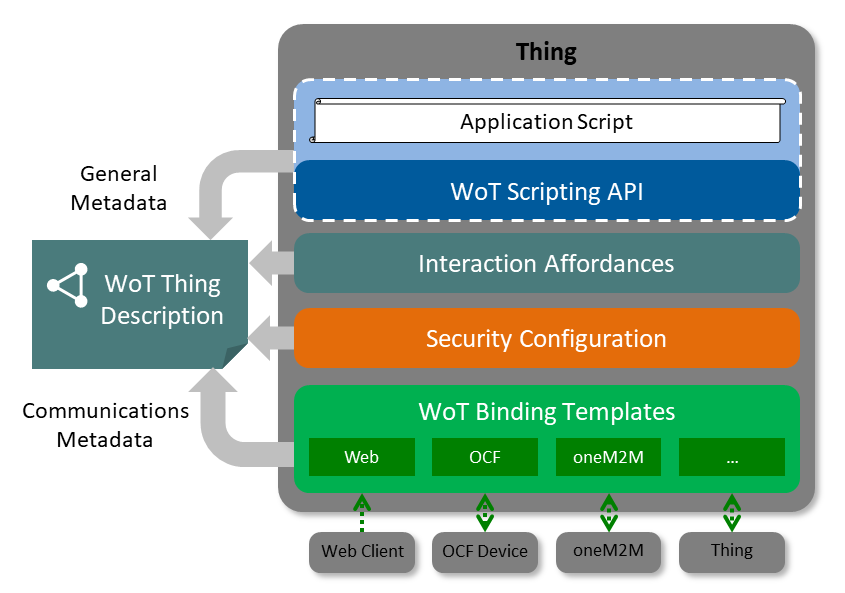 Thing
Application Script
WoT Scripting API
General
Metadata
Interaction Affordances
WoT Thing
Description
Security Configuration
Communications
Metadata
WoT Binding Templates
Web
OCF
oneM2M
...
Web Client
OCF Device
oneM2M
Thing